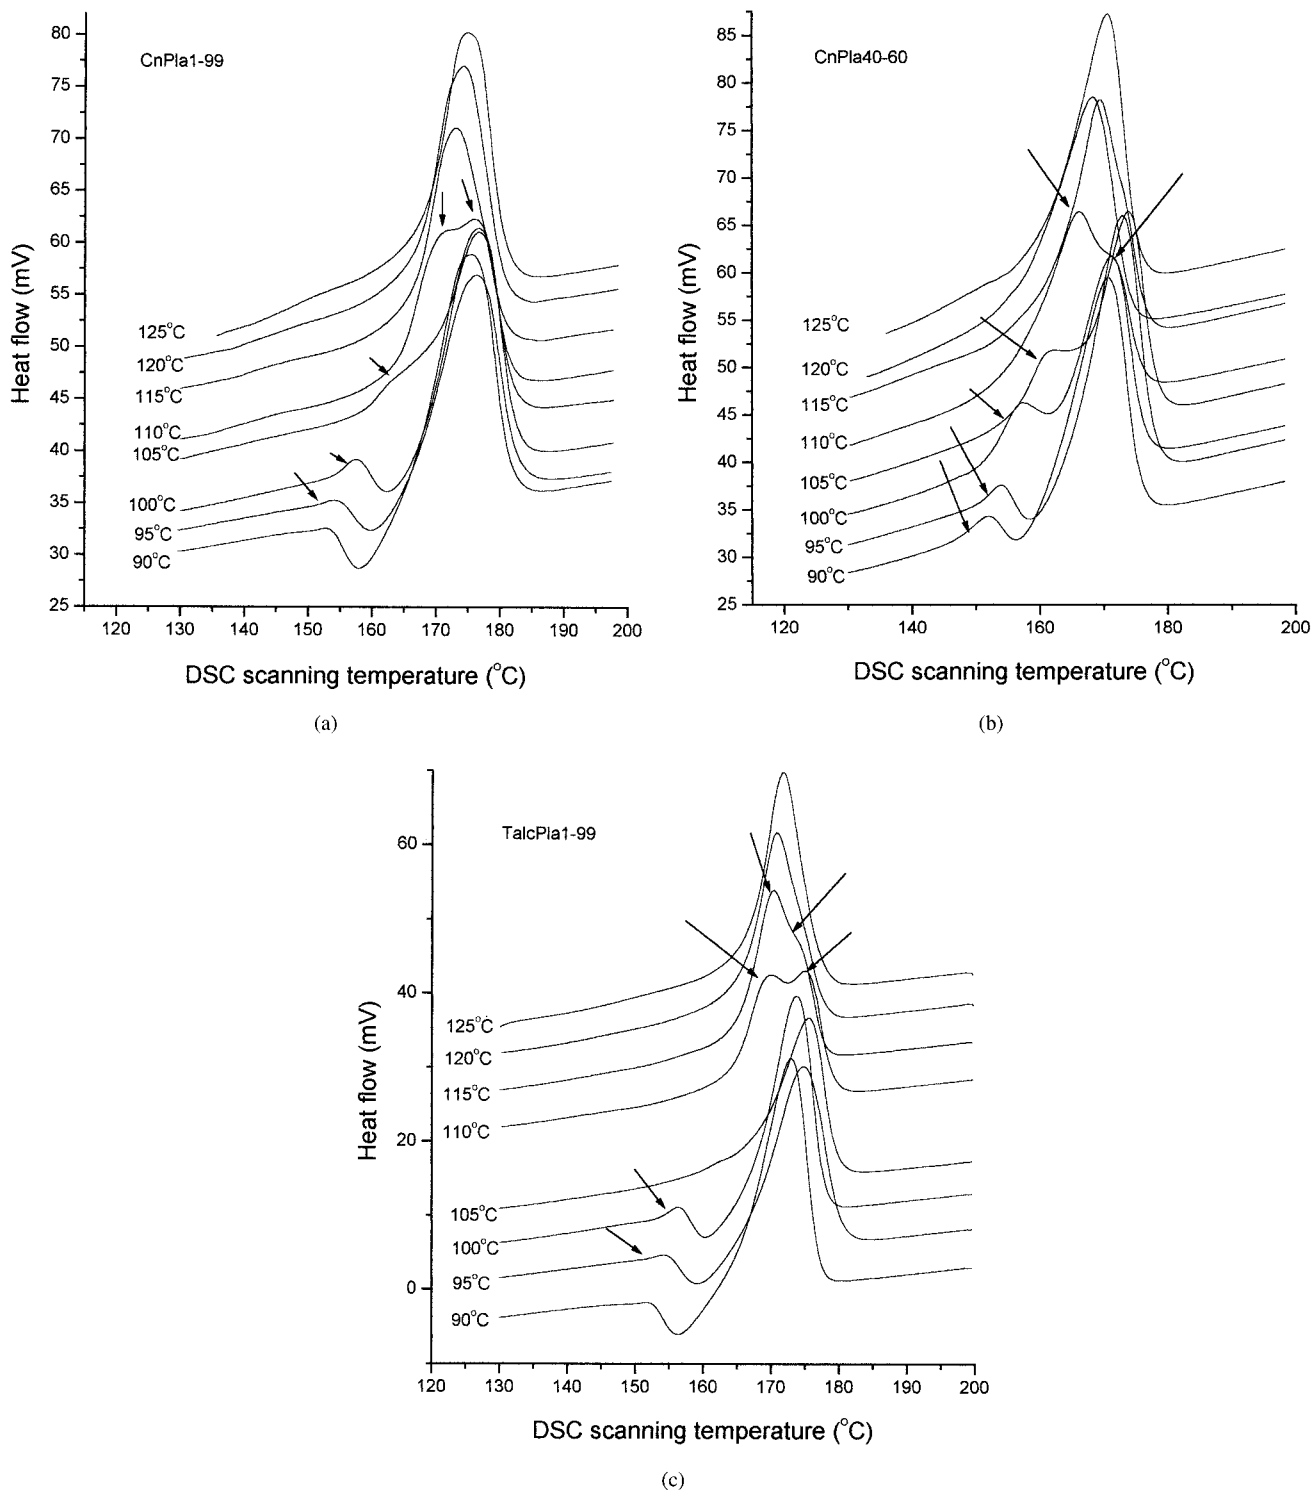 CnPla1-99
80
75
70
65
60
55
50
45
40
35
30
25
Heat flow (mV)
125°C
120°C
115°C
110°C
105°C
100°C
95°C
90°C
120 130 140 150 160 170 180 190 200
DSC scanning temperature (°C)
(a)
CnPla40-60
85
80
75
70
65
60
55
50
45
40
35
30
25
Heat flow (mV)
125°C
120°C
115°C
110°C
105°C
100°C
95°C
90°C
120 140 160 180 200
DSC scanning temperature (°C)
(b)
TalcPla1-99
60
40
20
0
Heat flow (mV)
125°C
120°C
115°C
110°C
105°C
100°C
95°C
90°C
120 130 140 150 160 170 180 190 200
DSC scanning temperature (°C)
(c)